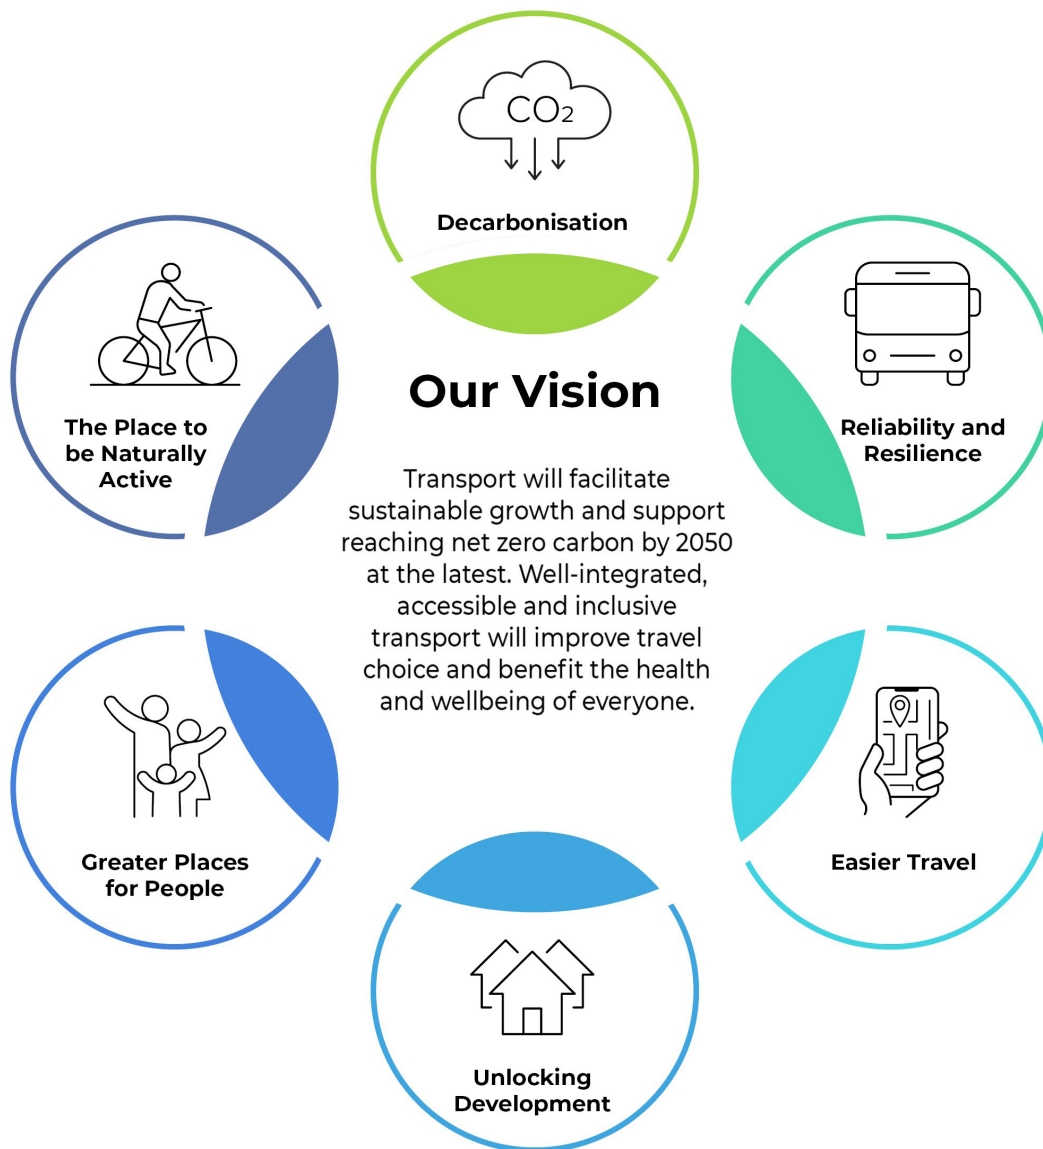 CO₂
Decarbonisation
The Place to
be Naturally
Active
Reliability and
Resilience
Our Vision
Transport will facilitate
sustainable growth and support
reaching net zero carbon by 2050
at the latest. Well-integrated,
accessible and inclusive
transport will improve travel
choice and benefit the health
and wellbeing of everyone.
Greater Places
for People
Easier Travel
Unlocking
Development